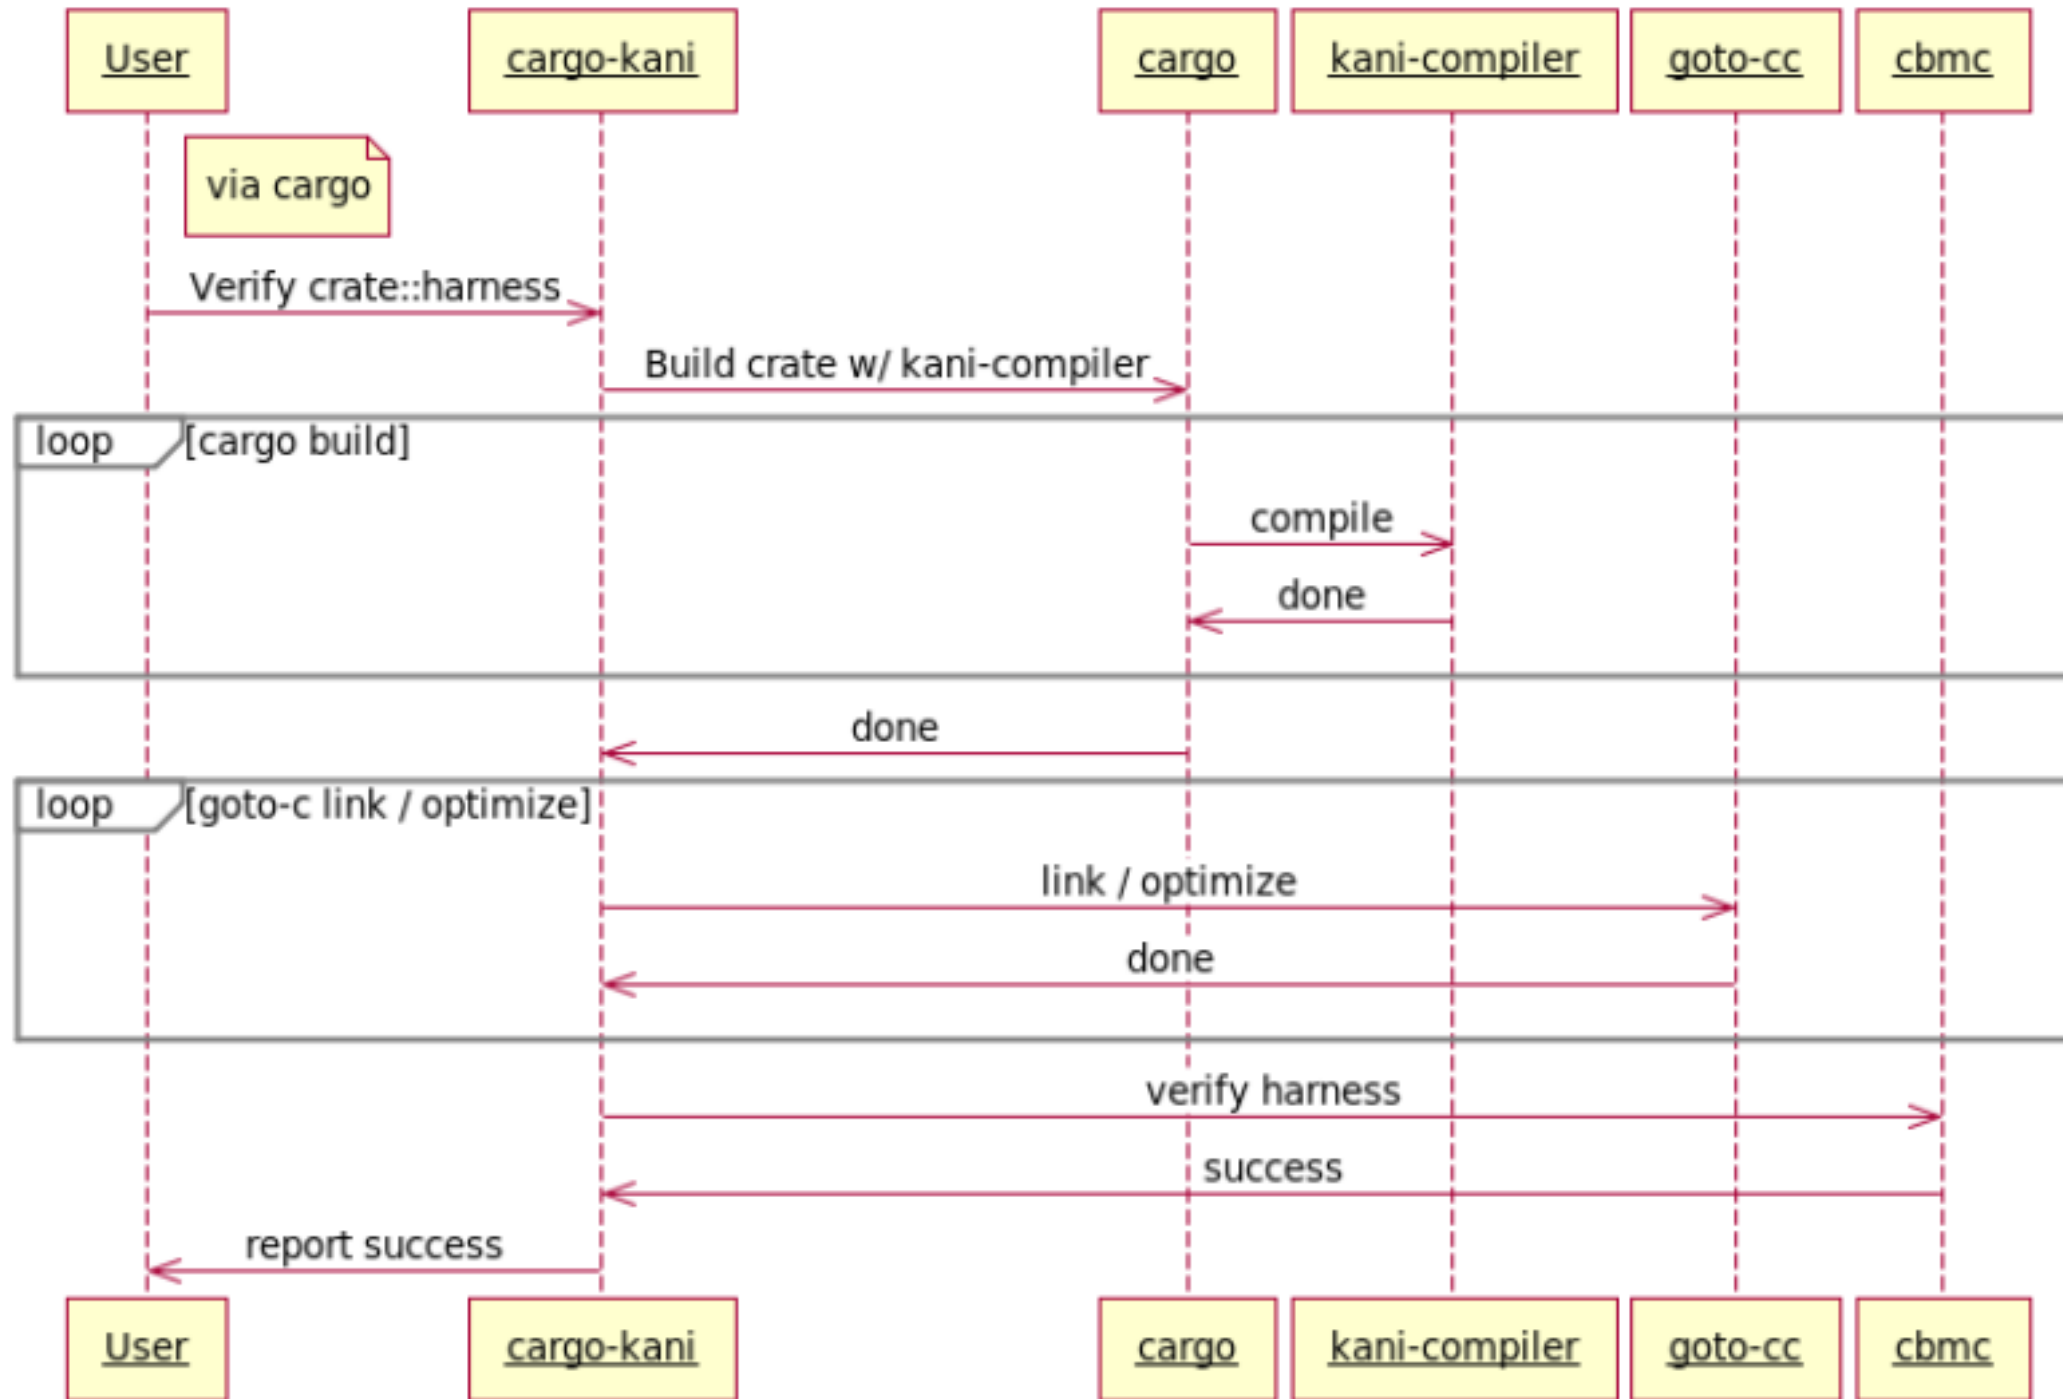 User
cargo-kani
cargo
kani-compiler
goto-cc
cbmc
via cargo
Verify crate::harness
Build crate w/ kani-compiler
loop [cargo build]
compile
done
done
loop [goto-c link / optimize]
link / optimize
done
verify harness
success
report success
User
cargo-kani
cargo
kani-compiler
goto-cc
cbmc